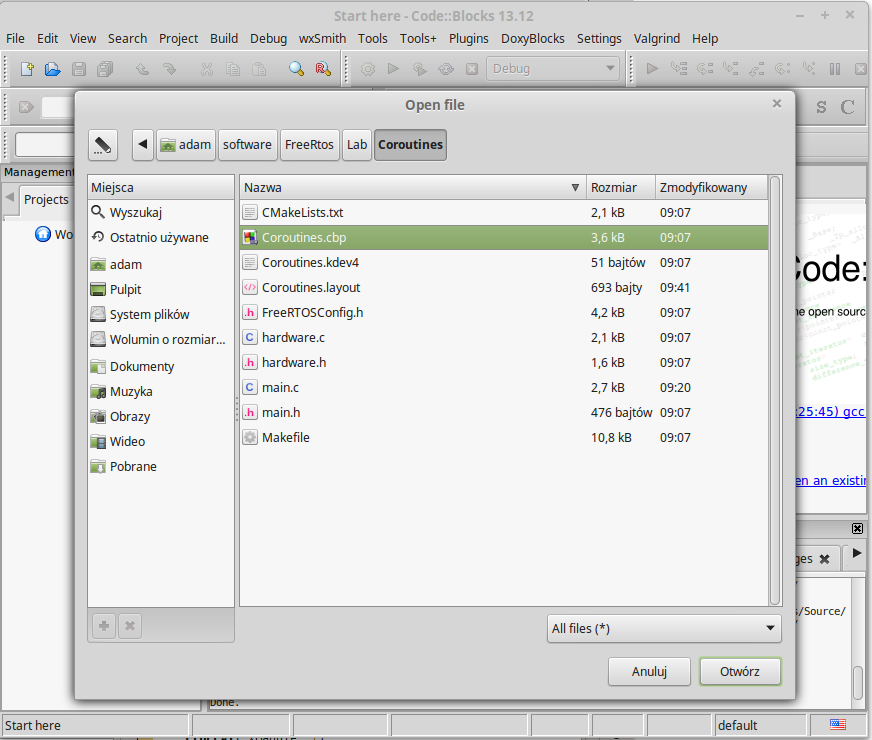 Start here - Code::Blocks 13.12
File Edit View Search Project Build Debug wxSmith Tools Tools+ Plugins DoxyBlocks Settings Valgrind Help
Debug
S C
Open file
adam software FreeRtos Lab Coroutines
Management
Projects
Wo
Miejsca
Wyszukaj
Ostatnio używane
adam
Pulpit
System plików
Wolumin o rozmiar...
Dokumenty
Muzyka
Obrazy
Wideo
Pobrane
Nazwa Rozmiar Zmodyfikowany
CMakeLists.txt 2,1 kB 09:07
Coroutines.cbp 3,6 kB 09:07
Coroutines.kdev4 51 bajtów 09:07
Coroutines.layout 693 bajty 09:41
FreeRTOSConfig.h 4,2 kB 09:07
hardware.c 2,1 kB 09:07
hardware.h 1,6 kB 09:07
main.c 2,7 kB 09:20
main.h 476 bajtów 09:07
Makefile 10,8 kB 09:07
Code:
he open sourc
:25:45) gcc
en an existin
ges
s/Source/
All files (*)
Anuluj Otwórz
Done.
Start here default